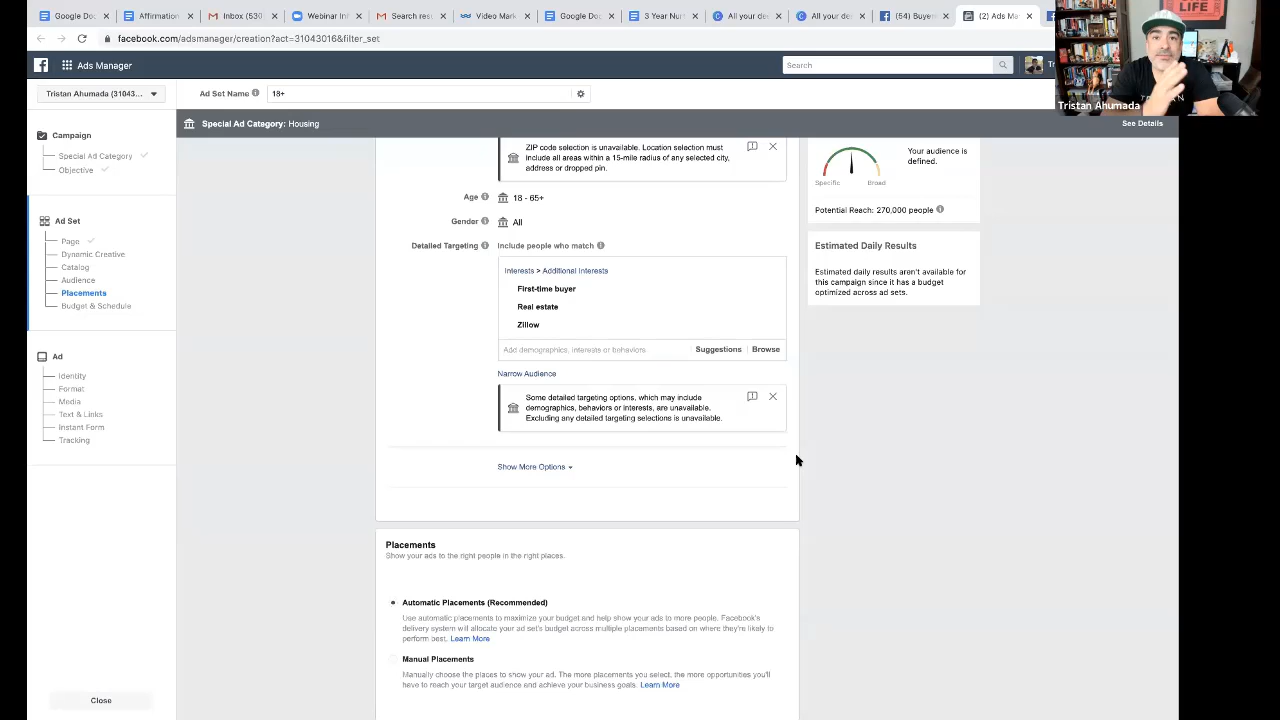 Google Do
Affirmation
Inbox (530
Webinar Inf
Search resu
Video Mark
Google Doc
3 Year Nur
All your de
All your de
(54) Buyer
(2) Ads Ma
facebook.com/adsmanager/creation?act=31043016&filter_set
Ads Manager
Search
Tristan Ahumada (31043...
Ad Set Name
18+
LIFE
Tristan Ahumada
Special Ad Category: Housing
See Details
Campaign
Special Ad Category
Objective
Ad Set
Page
Dynamic Creative
Catalog
Audience
Placements
Budget & Schedule
Ad
Identity
Format
Media
Text & Links
Instant Form
Tracking
Close
ZIP code selection is unavailable. Location selection must
include all areas within a 15-mile radius of any selected city,
address or dropped pin.
Age
18 - 65+
Gender
All
Detailed Targeting
Include people who match
Interests > Additional Interests
First-time buyer
Real estate
Zillow
Add demographics, interests or behaviors
Suggestions
Browse
Narrow Audience
Some detailed targeting options, which may include
demographics, behaviors or interests, are unavailable.
Excluding any detailed targeting selections is unavailable.
Show More Options
Placements
Show your ads to the right people in the right places.
Automatic Placements (Recommended)
Use automatic placements to maximize your budget and help show your ads to more people. Facebook's
delivery system will allocate your ad set's budget across multiple placements based on where they're likely to
perform best. Learn More
Manual Placements
Manually choose the places to show your ad. The more placements you select, the more opportunities you'll
have to reach your target audience and achieve your business goals. Learn More
Your audience is
defined.
Specific
Broad
Potential Reach: 270,000 people
Estimated Daily Results
Estimated daily results aren't available for
this campaign since it has a budget
optimized across ad sets.